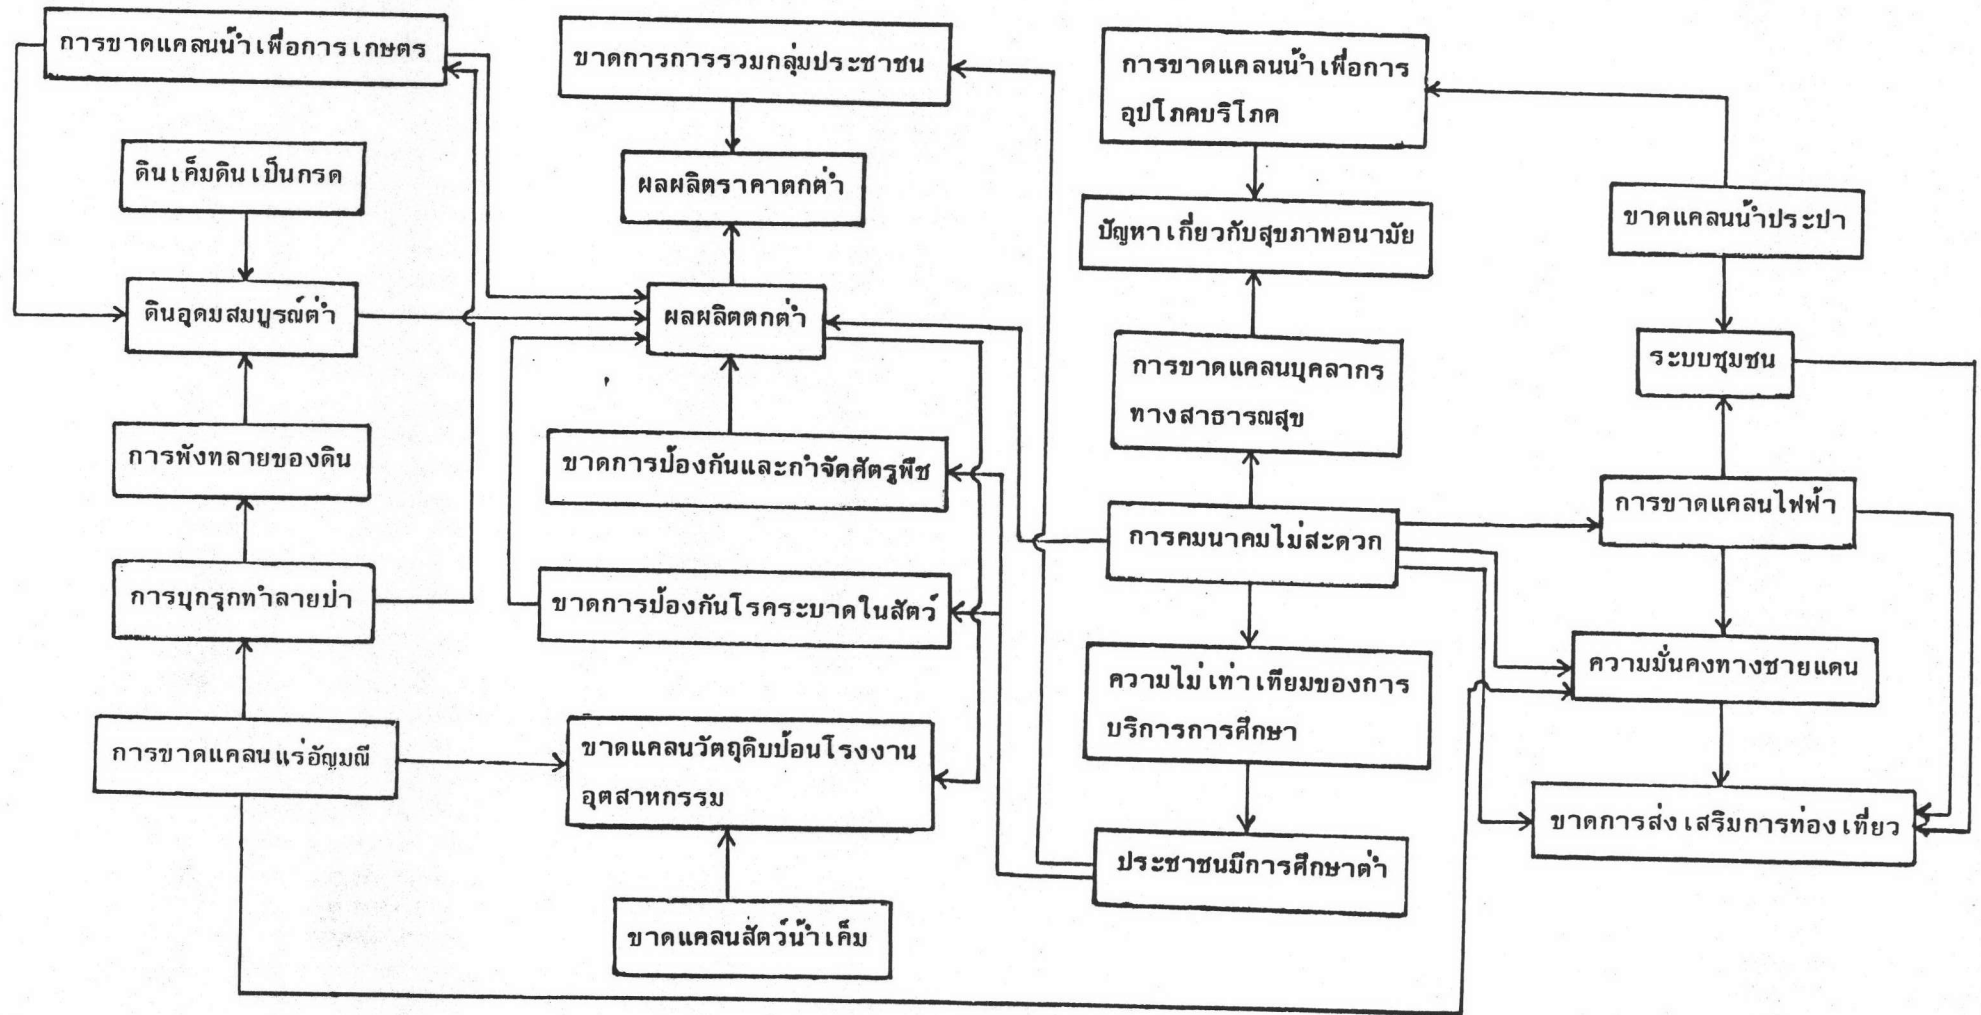 การขาดแคลนน้ำเพื่อการเกษตร
ขาดการการรวมกลุ่มประชาชน
การขาดแคลนน้ำเพื่อการ
อุปโภคบริโภค
ดินเค็มดินเป็นกรด
ผลผลิตราคาตกต่ำ
ปัญหาเกี่ยวกับสุขภาพอนามัย
ขาดแคลนน้ำประปา
ดินอุดมสมบูรณ์ต่ำ
ผลผลิตตกต่ำ
การขาดแคลนบุคลากร
ทางสาธารณสุข
ระบบชุมชน
การพังทลายของดิน
ขาดการป้องกันและกำจัดศัตรูพืช
การคมนาคมไม่สะดวก
การขาดแคลนไฟฟ้า
การบุกรุกทำลายป่า
ขาดการป้องกันโรคระบาดในสัตว์
ความไม่เท่าเทียมของการ
บริการการศึกษา
ความมั่นคงทางชายแดน
การขาดแคลนแร่อัญมณี
ขาดแคลนวัตถุดิบป้อนโรงงาน
อุตสาหกรรม
ประชาชนมีการศึกษาต่ำ
ขาดการส่งเสริมการท่องเที่ยว
ขาดแคลนสัตว์น้ำเค็ม